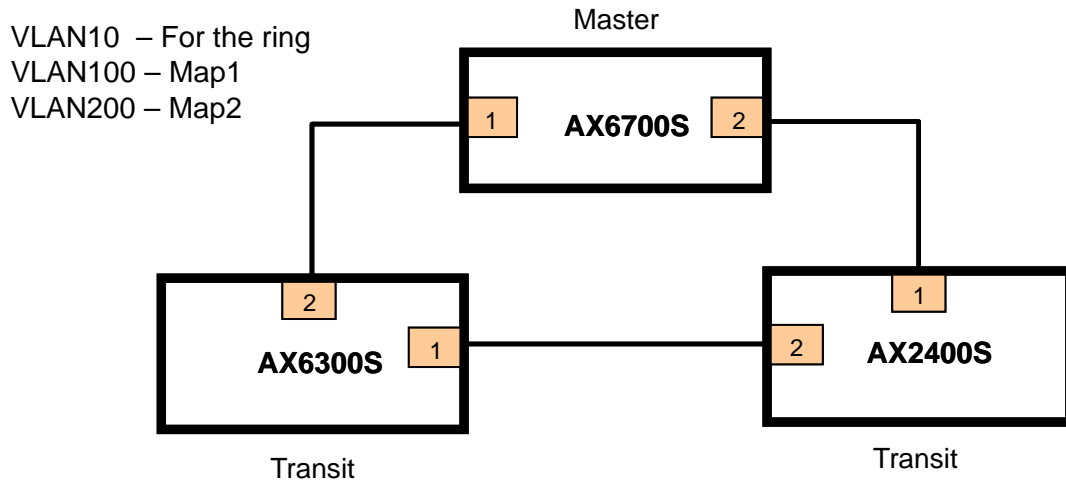 VLAN10 – For the ring
VLAN100 – Map1
VLAN200 – Map2
Master
1
AX6700S
2
2
AX6300S
1
Transit
1
2
AX2400S
Transit